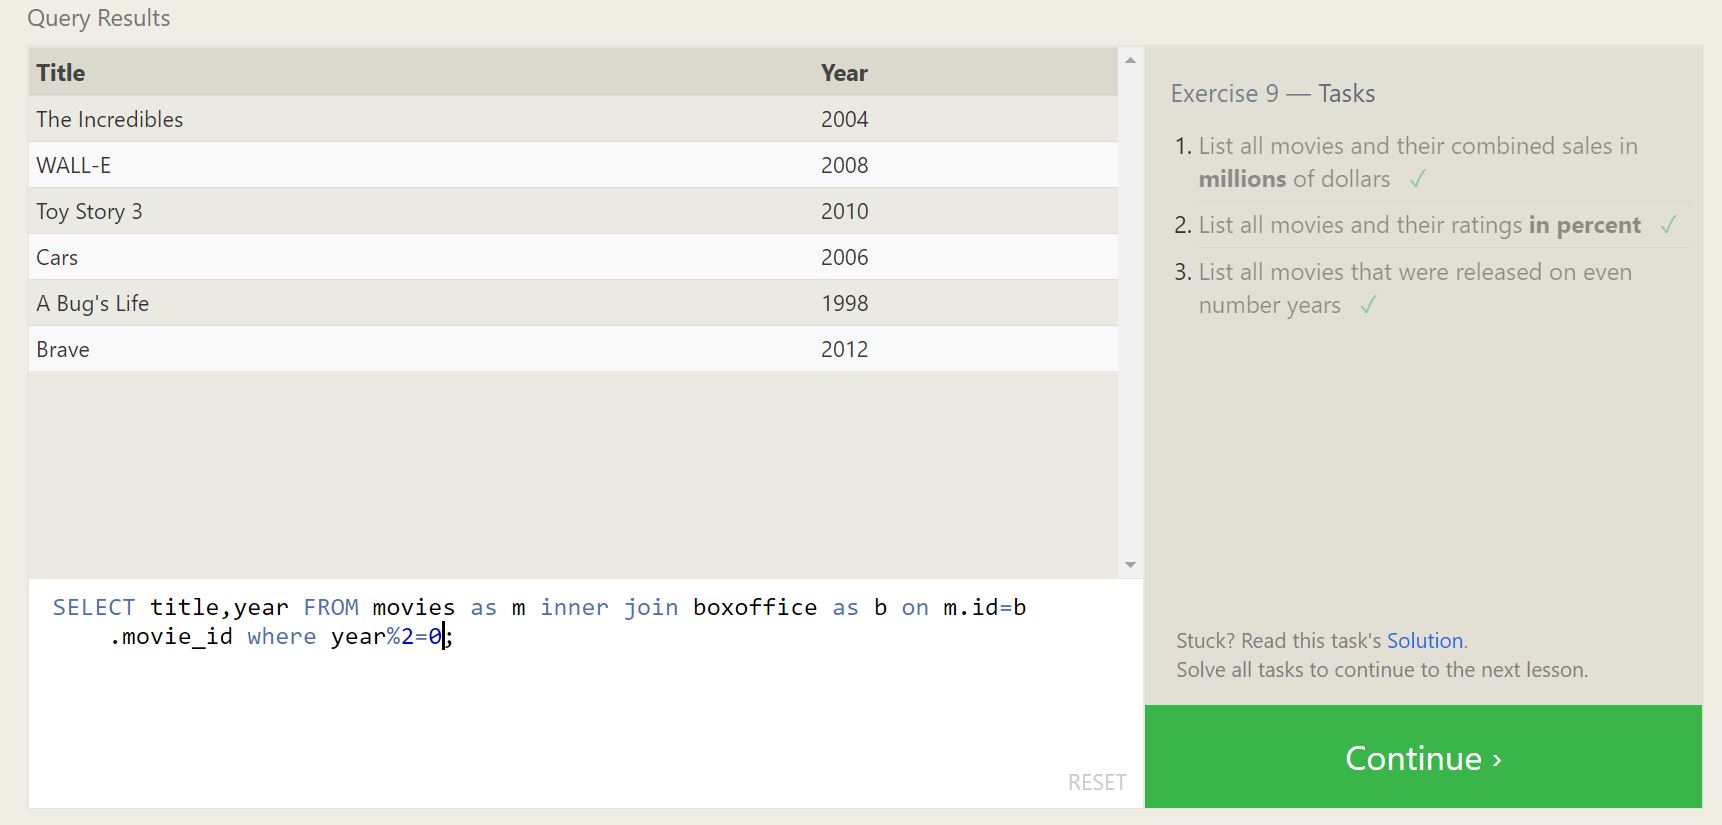 Query Results
Title Year
The Incredibles 2004
WALL-E 2008
Toy Story 3 2010
Cars 2006
A Bug's Life 1998
Brave 2012
SELECT title,year FROM movies as m inner join boxoffice as b on m.id=b
.movie_id where year%2=0;
RESET
Exercise 9 — Tasks
1. List all movies and their combined sales in
millions of dollars ✓
2. List all movies and their ratings in percent ✓
3. List all movies that were released on even
number years ✓
Stuck? Read this task's Solution.
Solve all tasks to continue to the next lesson.
Continue ›